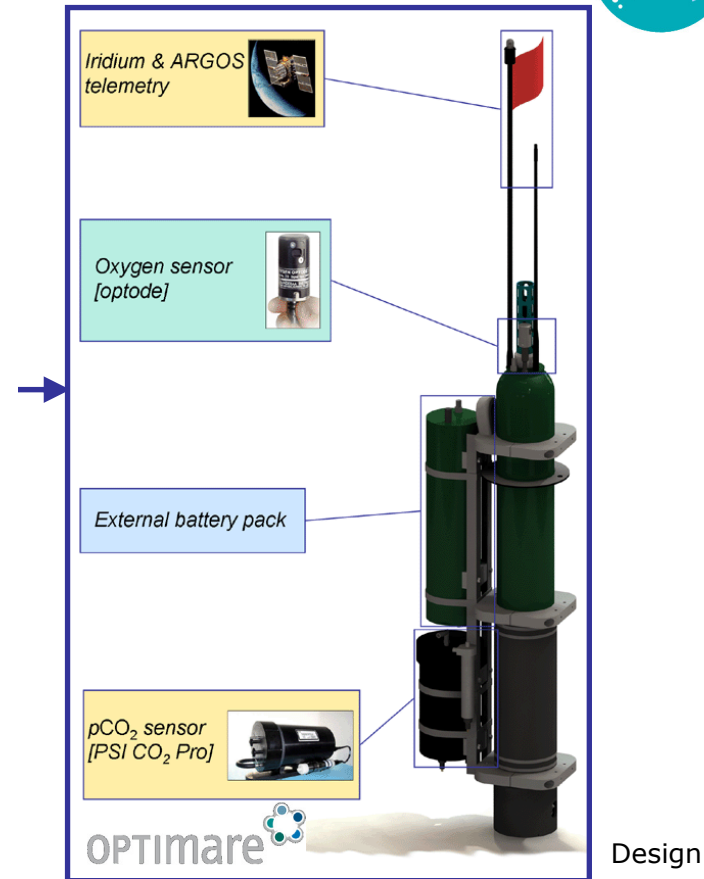 Iridium & ARGOS
telemetry
Oxygen sensor
[optode]
External battery pack
pCO₂ sensor
[PSI CO₂ Pro]
OPTIMARE
Design